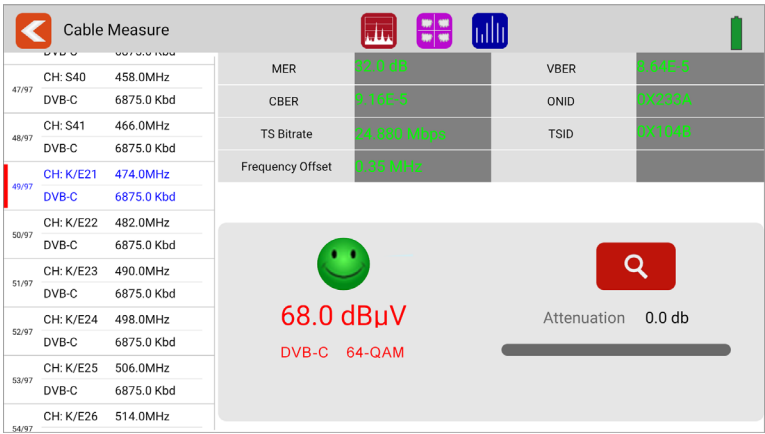 Cable Measure
DVB-C 6875.0 Kbd
47/97
CH: S40 458.0MHz
DVB-C 6875.0 Kbd
48/97
CH: S41 466.0MHz
DVB-C 6875.0 Kbd
49/97
CH: K/E21 474.0MHz
DVB-C 6875.0 Kbd
50/97
CH: K/E22 482.0MHz
DVB-C 6875.0 Kbd
51/97
CH: K/E23 490.0MHz
DVB-C 6875.0 Kbd
52/97
CH: K/E24 498.0MHz
DVB-C 6875.0 Kbd
53/97
CH: K/E25 506.0MHz
DVB-C 6875.0 Kbd
CH: K/E26 514.0MHz
54/97
MER 32.0 dB VBER 8.64E-5
CBER 9.16E-5 ONID 0X233A
TS Bitrate 24.880 Mbps TSID 0X104B
Frequency Offset 0.35 MHz
68.0 dBµV
DVB-C 64-QAM
Attenuation 0.0 db